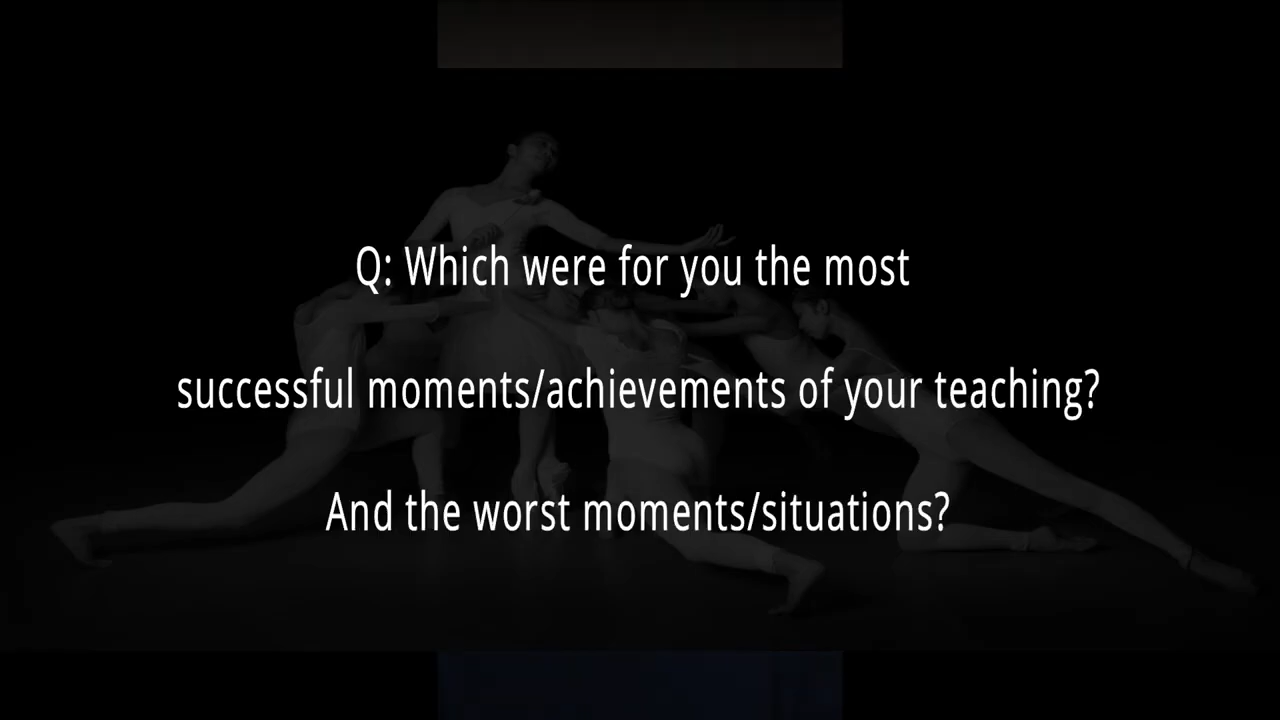 Q: Which were for you the most
successful moments/achievements of your teaching?
And the worst moments/situations?